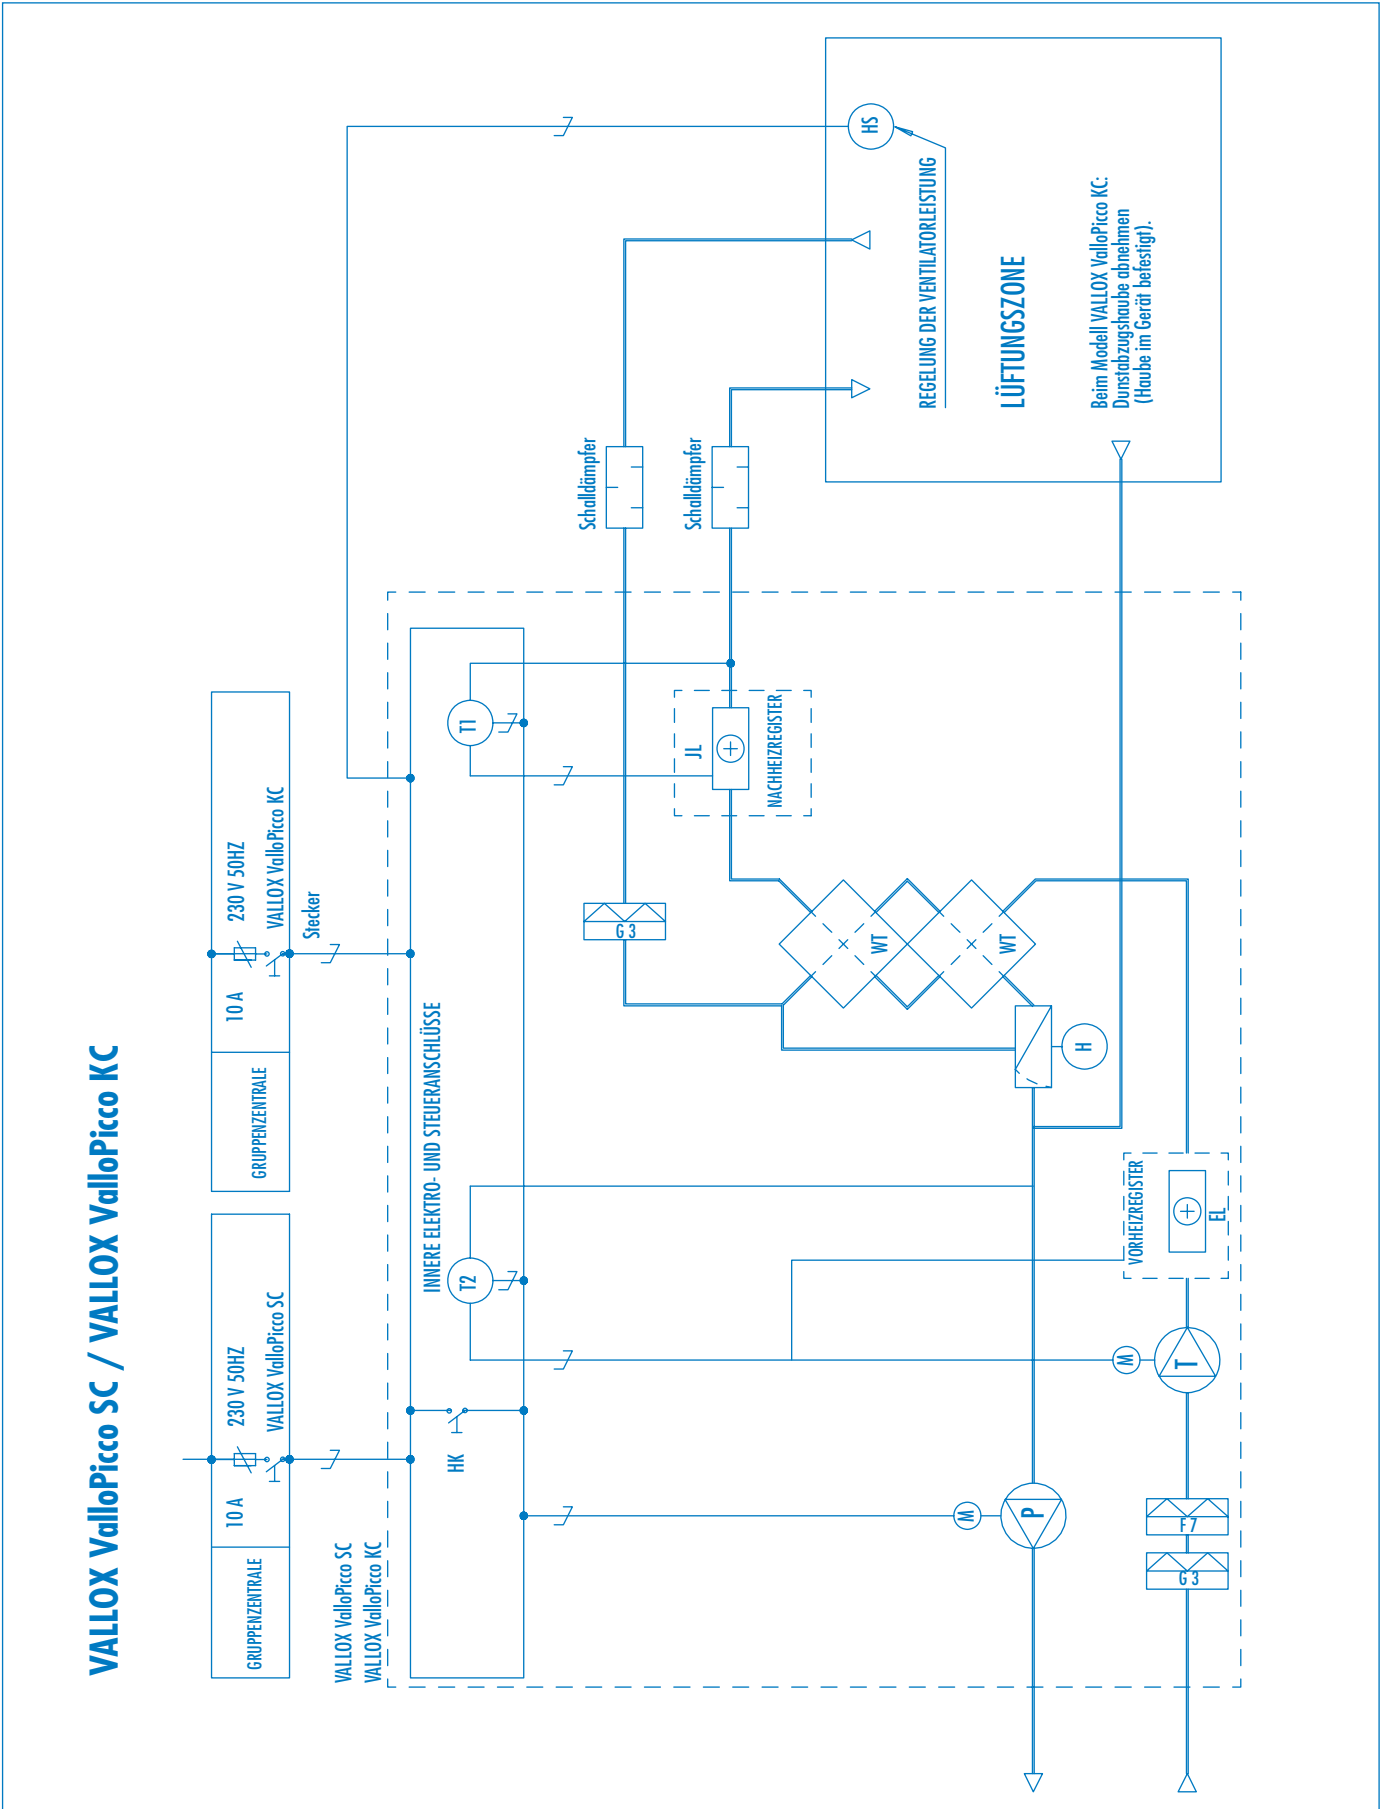 VALLOX ValloPicco SC / VALLOX ValloPicco KC
GRUPPENZENTRALE
10 A
230 V 50HZ
VALLOX ValloPicco SC
GRUPPENZENTRALE
10 A
230 V 50HZ
VALLOX ValloPicco KC
Stecker
VALLOX ValloPicco SC
VALLOX ValloPicco KC
HK
INNERE ELEKTRO- UND STEUERANSCHLÜSSE
T2
T1
Schalldämpfer
Schalldämpfer
G 3
JL
NACHHEIZREGISTER
WT
WT
H
M
P
M
T
VORHEIZREGISTER
EL
F 7
G 3
HS
REGELUNG DER VENTILATORLEISTUNG
LÜFTUNGSZONE
Beim Modell VALLOX ValloPicco KC:
Dunstabzugshaube abnehmen
(Haube im Gerät befestigt).